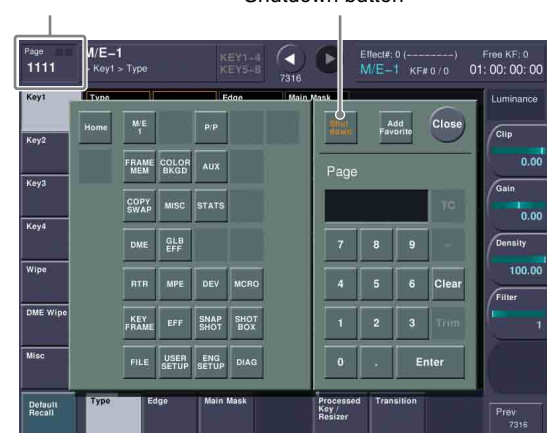 Shutdown button
Page
1111
M/E–1
Key1 > Type
KEY1–4
KEY5–8
7316
Effect#: 0 (--------)
M/E–1 KF# 0 / 0
Free KF: 0
01: 00: 00: 00
Key1
Key2
Key3
Key4
Wipe
DME Wipe
Misc
Default
Recall
Type
Edge
Main Mask
Luminance
Home
M/E
1
P/P
FRAME
MEM
COLOR
BKGD
AUX
COPY
SWAP
MISC
STATS
DME
GLB
EFF
RTR
MPE
DEV
MCRO
KEY
FRAME
EFF
SNAP
SHOT
SHOT
BOX
FILE
USER
SETUP
ENG
SETUP
DIAG
Shut
down
Add
Favorite
Close
Page
TC
7
8
9
–
4
5
6
Clear
1
2
3
Trim
0
.
Enter
Clip
0.00
Gain
0.00
Density
100.00
Filter
1
Type
Edge
Main Mask
Processed
Key /
Resizer
Transition
Prev
7316